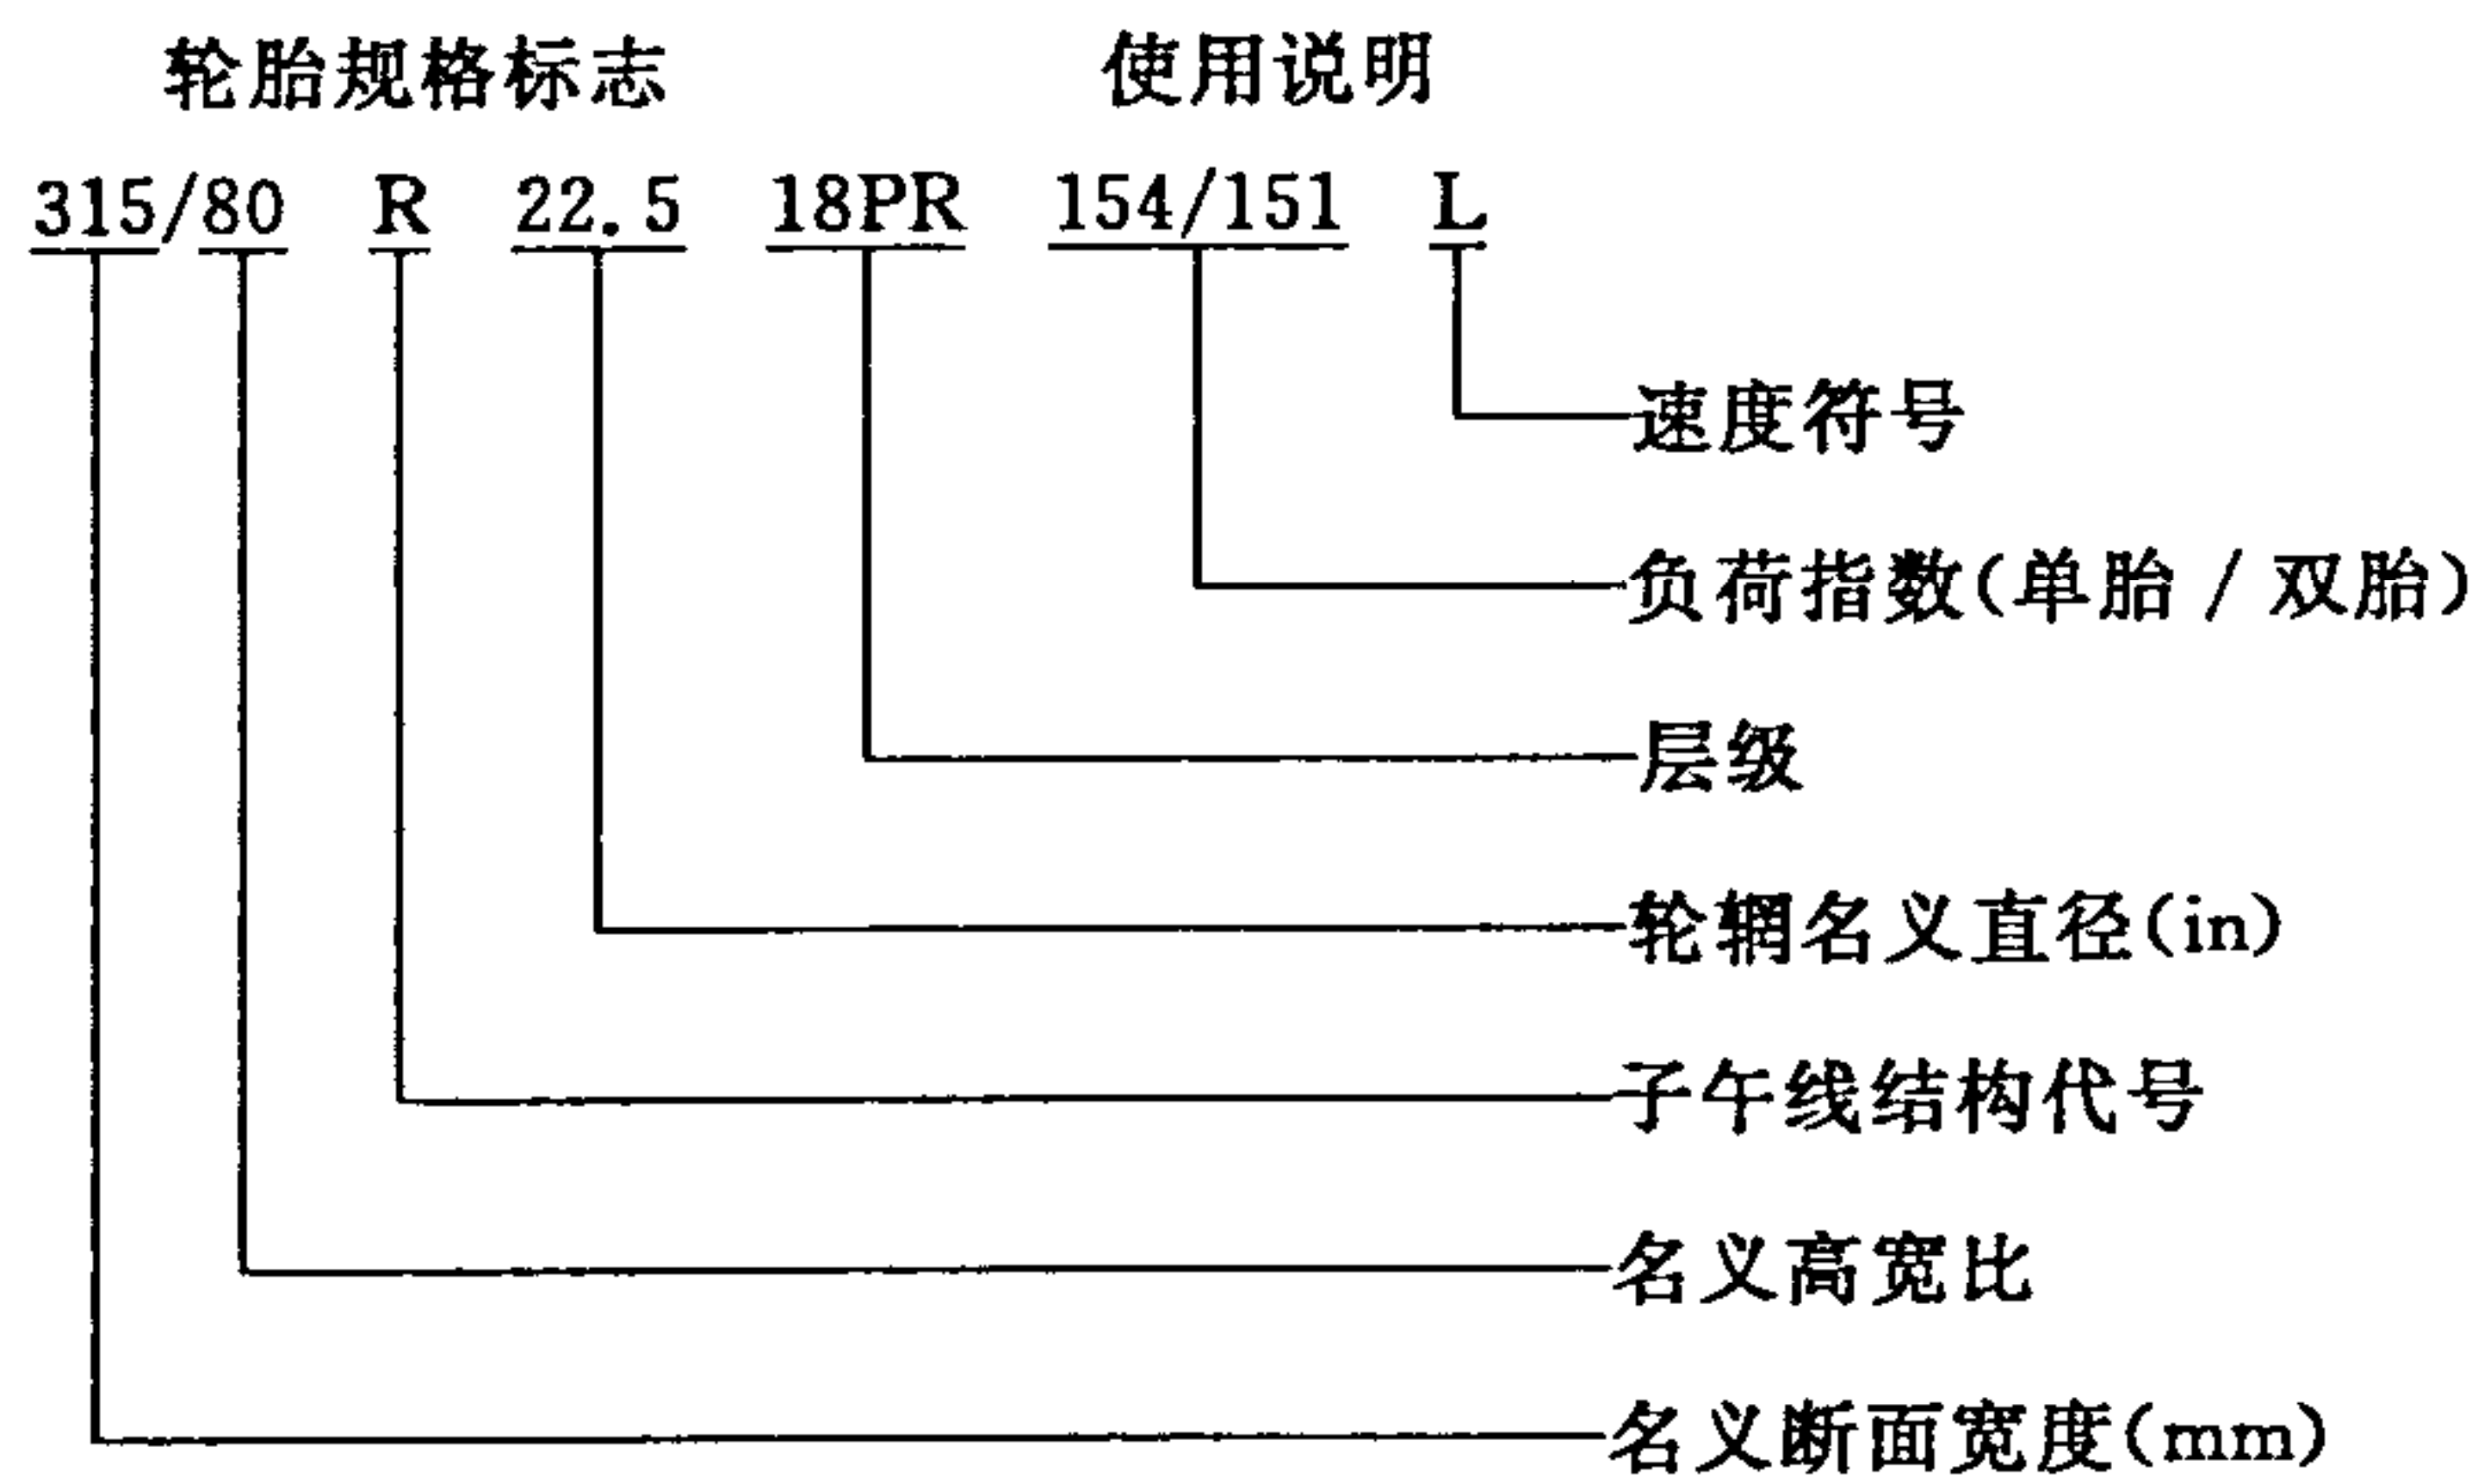 轮胎规格标志 使用说明
315/80 R 22.5 18PR 154/151 L
速度符号
负荷指数(单胎/双胎)
层级
轮辋名义直径(in)
子午线结构代号
名义高宽比
名义断面宽度(mm)